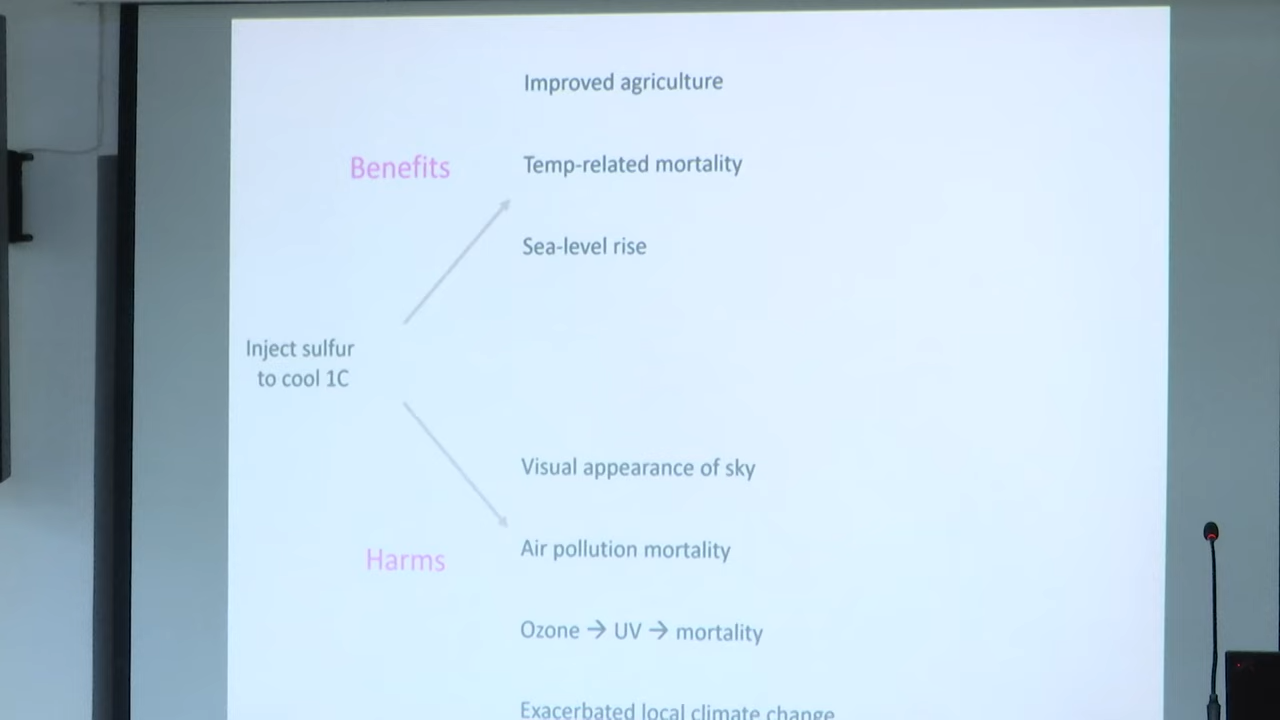 Improved agriculture
Benefits
Temp-related mortality
Sea-level rise
Inject sulfur
to cool 1C
Visual appearance of sky
Air pollution mortality
Harms
Ozone → UV → mortality
Exacerbated local climate change